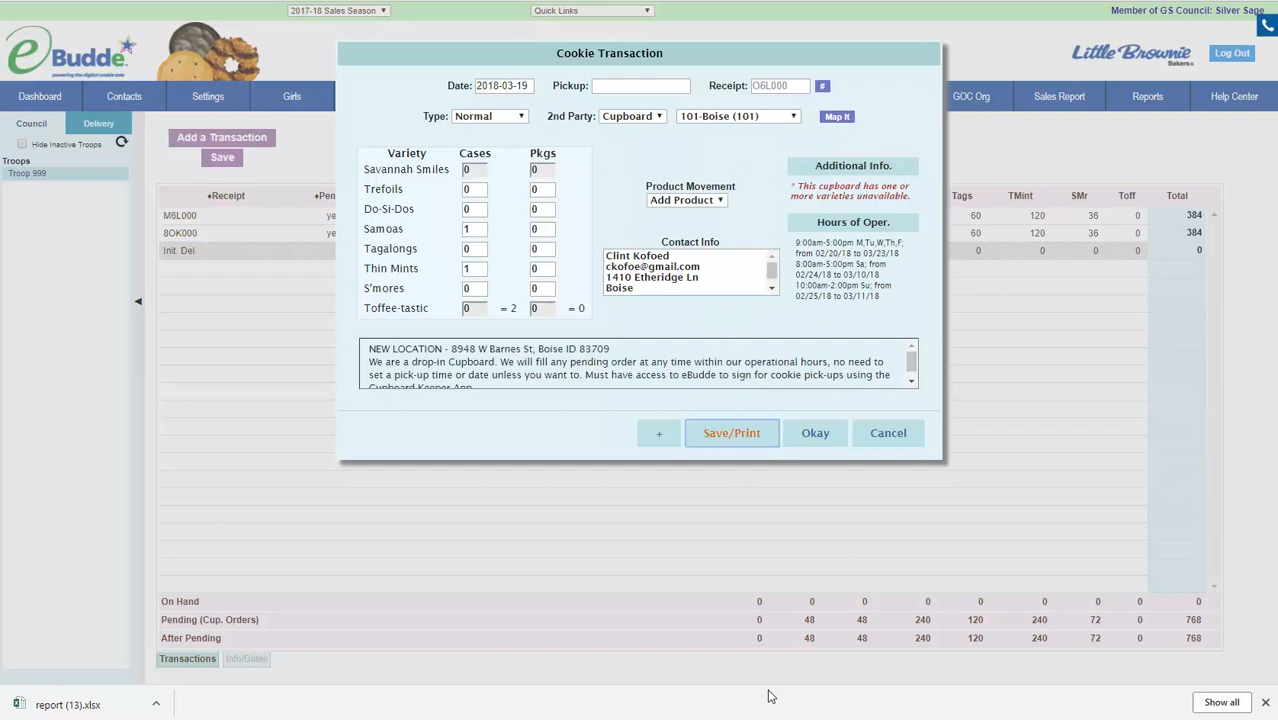 2017-18 Sales Season
Quick Links
Member of GS Council: Silver Sage
eBudde
powering the digital cookie sale
Little Brownie
Bakers
Log Out
Dashboard
Contacts
Settings
Girls
GOC Org
Sales Report
Reports
Help Center
Council
Delivery
Hide Inactive Troops
Troops
Troop 999
Add a Transaction
Save
Receipt
Pen
M6L000 ye
8OK000 ye
Init. Del.
Tags TMint SMr Toff Total
60 120 36 0 384
60 120 36 0 384
0 0 0 0 0
Cookie Transaction
Date: 2018-03-19 Pickup: Receipt: O6L000 #
Type: Normal 2nd Party: Cupboard 101-Boise (101) Map It
Variety Cases Pkgs
Savannah Smiles 0 0
Trefoils 0 0
Do-Si-Dos 0 0
Samoas 1 0
Tagalongs 0 0
Thin Mints 1 0
S'mores 0 0
Toffee-tastic 0 = 2 0 = 0
Product Movement
Add Product
Contact Info
Clint Kofoed
ckofoe@gmail.com
1410 Etheridge Ln
Boise
Additional Info.
* This cupboard has one or
more varieties unavailable.
Hours of Oper.
9:00am-5:00pm M,Tu,W,Th,F;
from 02/20/18 to 03/23/18
8:00am-5:00pm Sa; from
02/24/18 to 03/10/18
10:00am-2:00pm Su; from
02/25/18 to 03/11/18
NEW LOCATION - 8948 W Barnes St, Boise ID 83709
We are a drop-in Cupboard. We will fill any pending order at any time within our operational hours, no need to
set a pick-up time or date unless you want to. Must have access to eBudde to sign for cookie pick-ups using the
Cupboard Keeper App
+ Save/Print Okay Cancel
On Hand 0 0 0 0 0 0 0 0 0
Pending (Cup. Orders) 0 48 48 240 120 240 72 0 768
After Pending 0 48 48 240 120 240 72 0 768
Transactions Info/Dates
report (13).xlsx
Show all